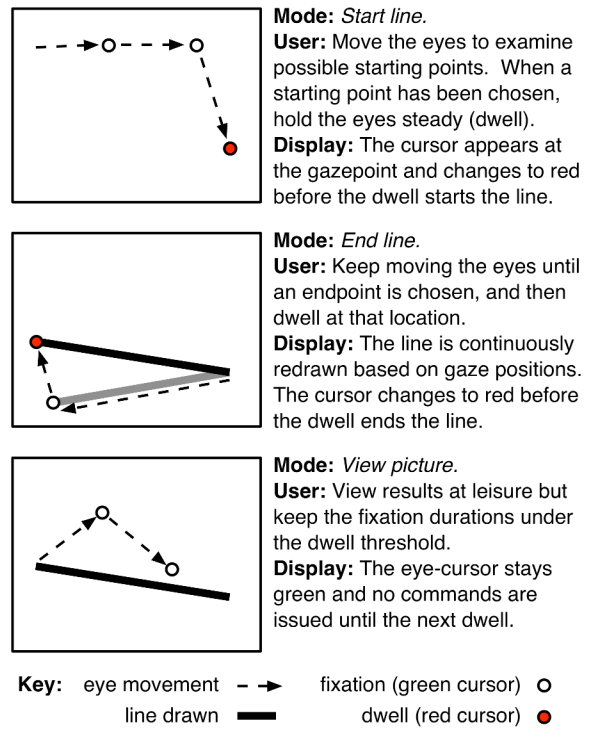 Mode: Start line.
User: Move the eyes to examine
possible starting points. When a
starting point has been chosen,
hold the eyes steady (dwell).
Display: The cursor appears at
the gazepoint and changes to red
before the dwell starts the line.
Mode: End line.
User: Keep moving the eyes until
an endpoint is chosen, and then
dwell at that location.
Display: The line is continuously
redrawn based on gaze positions.
The cursor changes to red before
the dwell ends the line.
Mode: View picture.
User: View results at leisure but
keep the fixation durations under
the dwell threshold.
Display: The eye-cursor stays
green and no commands are
issued until the next dwell.
Key: eye movement fixation (green cursor)
line drawn dwell (red cursor)